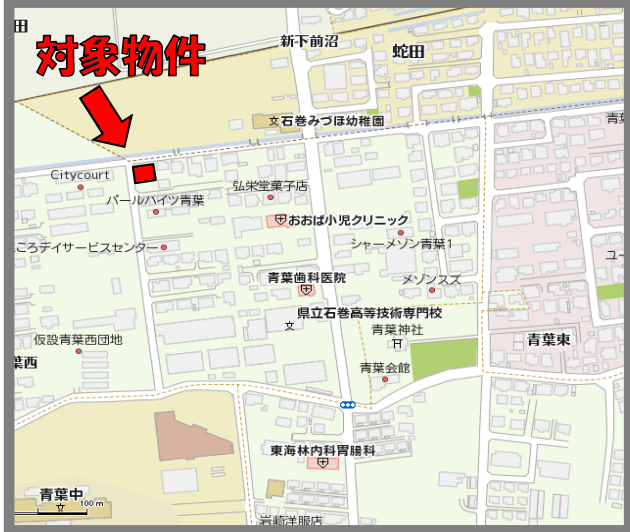 田
対象物件
新下前沼
蛇田
石巻みづほ幼稚園
青葉
Citycourt
パールハイツ青葉
弘栄堂菓子店
おおば小児クリニック
シャーメゾン青葉1
ころデイサービスセンター
ユー
青葉歯科医院
メゾンスズ
県立石巻高等技術専門校
青葉神社
仮設青葉西団地
葉西
青葉会館
青葉東
東海林内科胃腸科
青葉中
100 m
岩崎洋服店